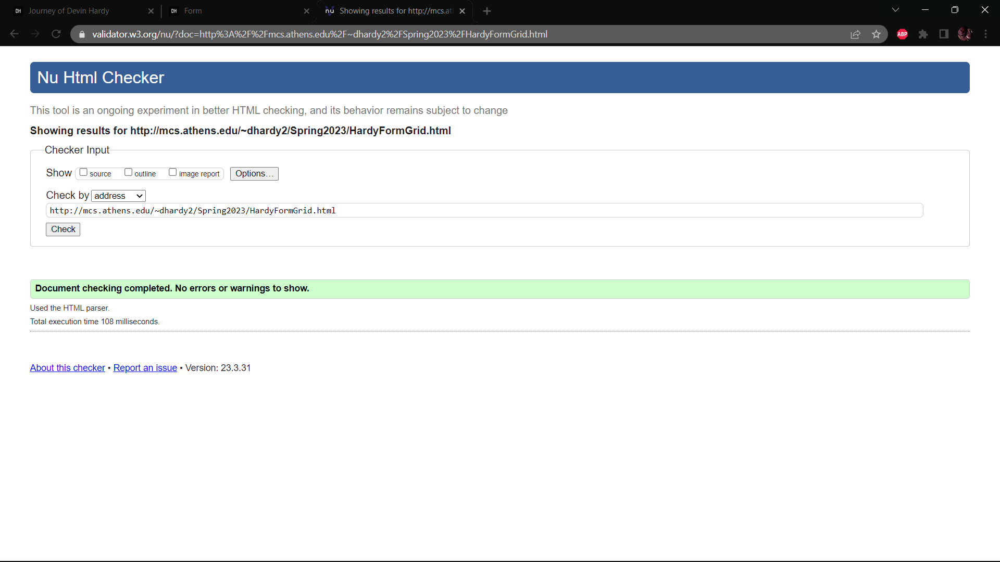 DH Journey of Devin Hardy
DH Form
nu Showing results for http://mcs.at
validator.w3.org/nu/?doc=http%3A%2F%2Fmcs.athens.edu%2F~dhardy2%2FSpring2023%2FHardyFormGrid.html
ABP
Nu Html Checker
This tool is an ongoing experiment in better HTML checking, and its behavior remains subject to change
Showing results for http://mcs.athens.edu/~dhardy2/Spring2023/HardyFormGrid.html
Checker Input
Show source outline image report Options…
Check by address
http://mcs.athens.edu/~dhardy2/Spring2023/HardyFormGrid.html
Check
Document checking completed. No errors or warnings to show.
Used the HTML parser.
Total execution time 108 milliseconds.
About this checker • Report an issue • Version: 23.3.31